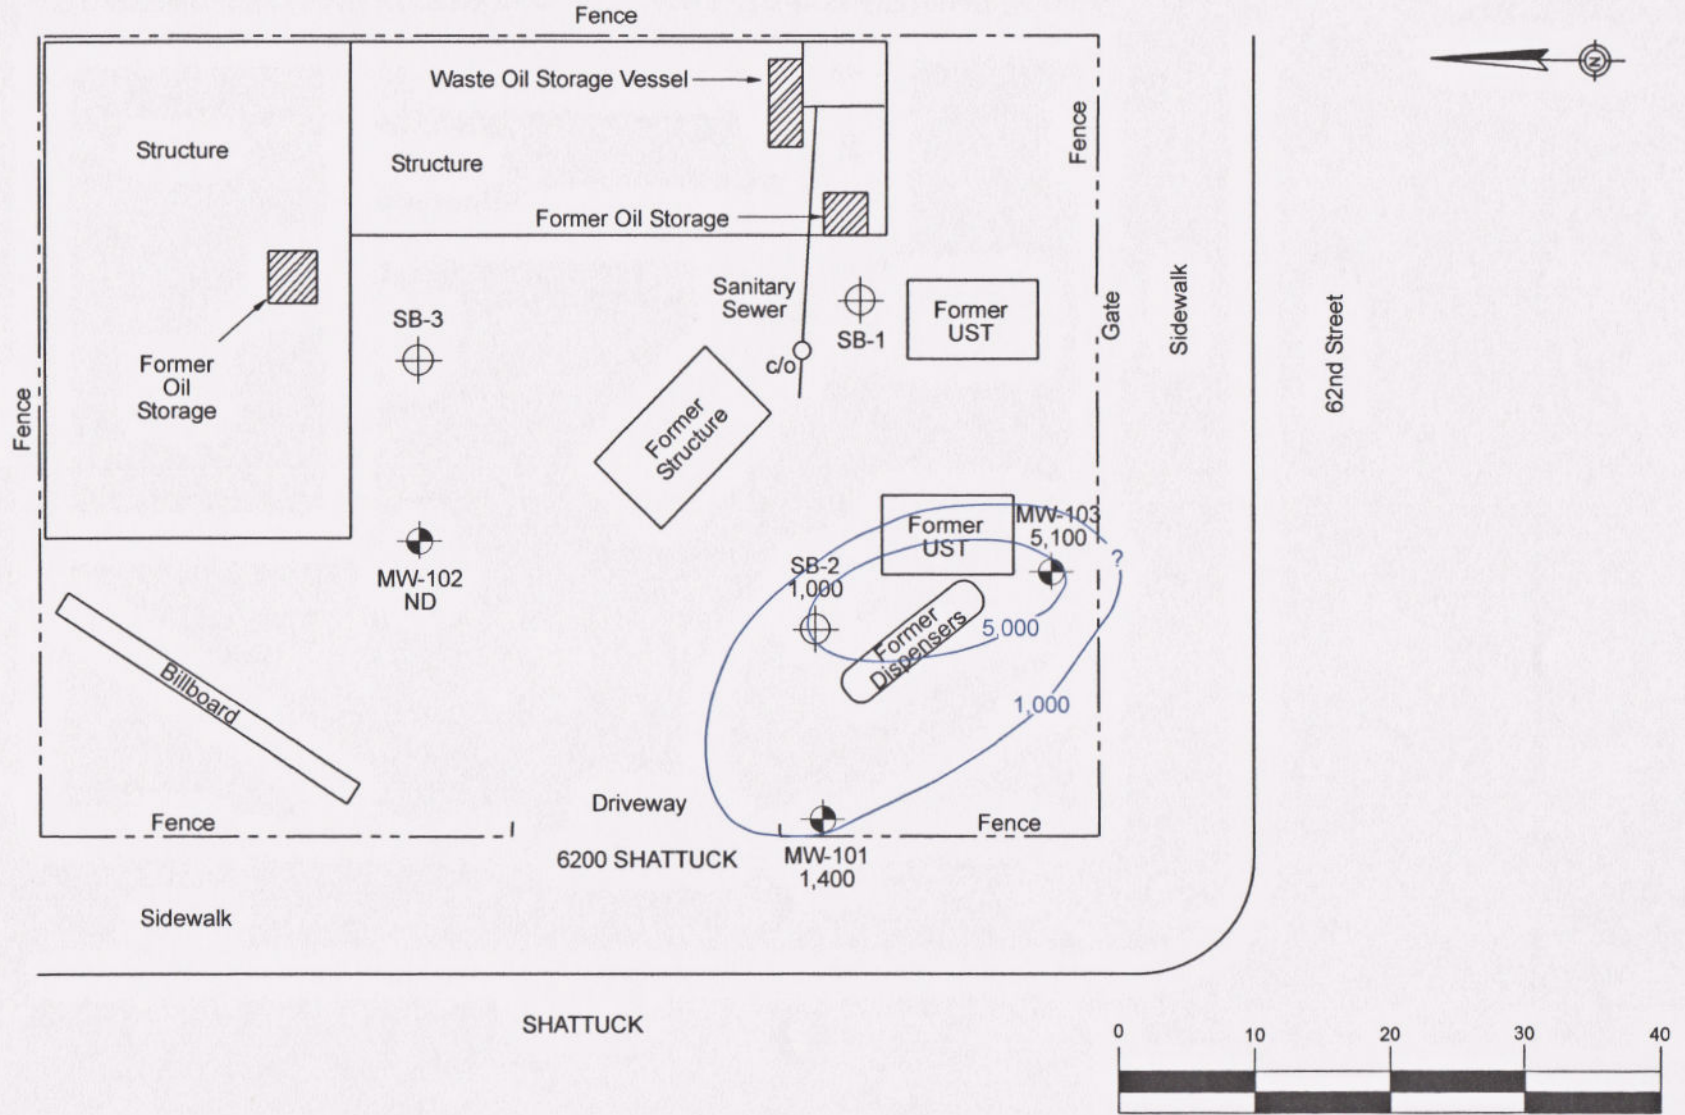 Fence
Waste Oil Storage Vessel
N
Structure
Structure
Fence
Former Oil Storage
Sanitary
Sewer
Former
UST
Gate
Sidewalk
62nd Street
SB-3
SB-1
c/o
Former
Oil
Storage
Fence
Former
Structure
MW-103
5,100
Former
UST
?
SB-2
1,000
MW-102
ND
5,000
Former
Dispensers
1,000
Billboard
Driveway
Fence
Fence
6200 SHATTUCK
MW-101
1,400
Sidewalk
SHATTUCK
0 10 20 30 40